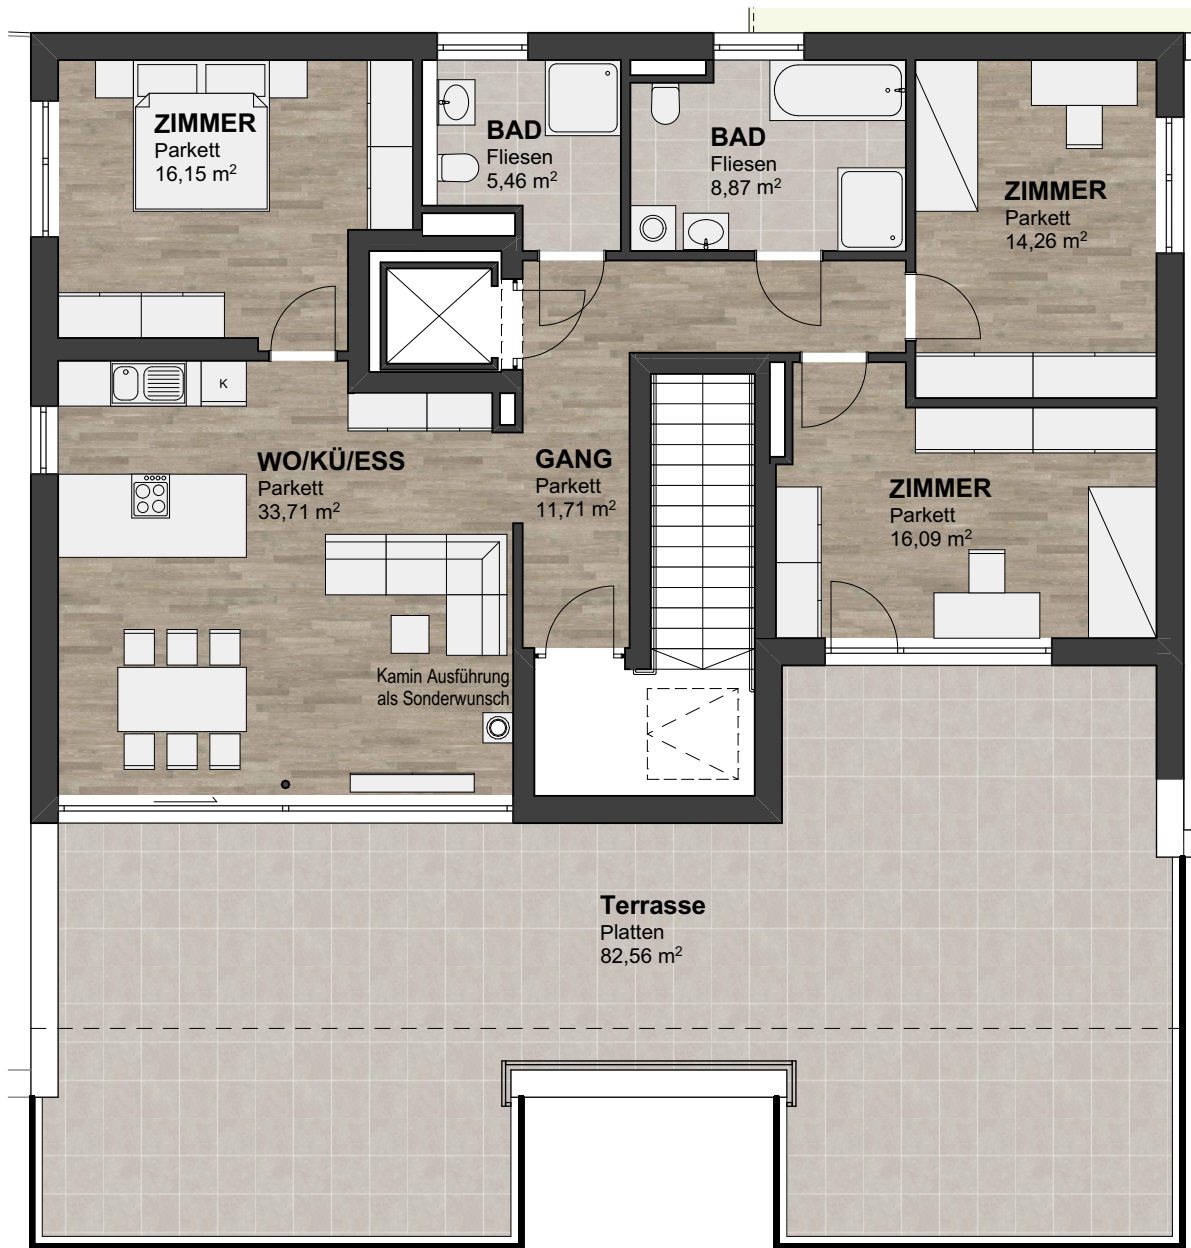 ZIMMER
Parkett
16,15 m²
BAD
Fliesen
5,46 m²
BAD
Fliesen
8,87 m²
ZIMMER
Parkett
14,26 m²
K
WO/KÜ/ESS
Parkett
33,71 m²
GANG
Parkett
11,71 m²
ZIMMER
Parkett
16,09 m²
Kamin Ausführung
als Sonderwunsch
Terrasse
Platten
82,56 m²